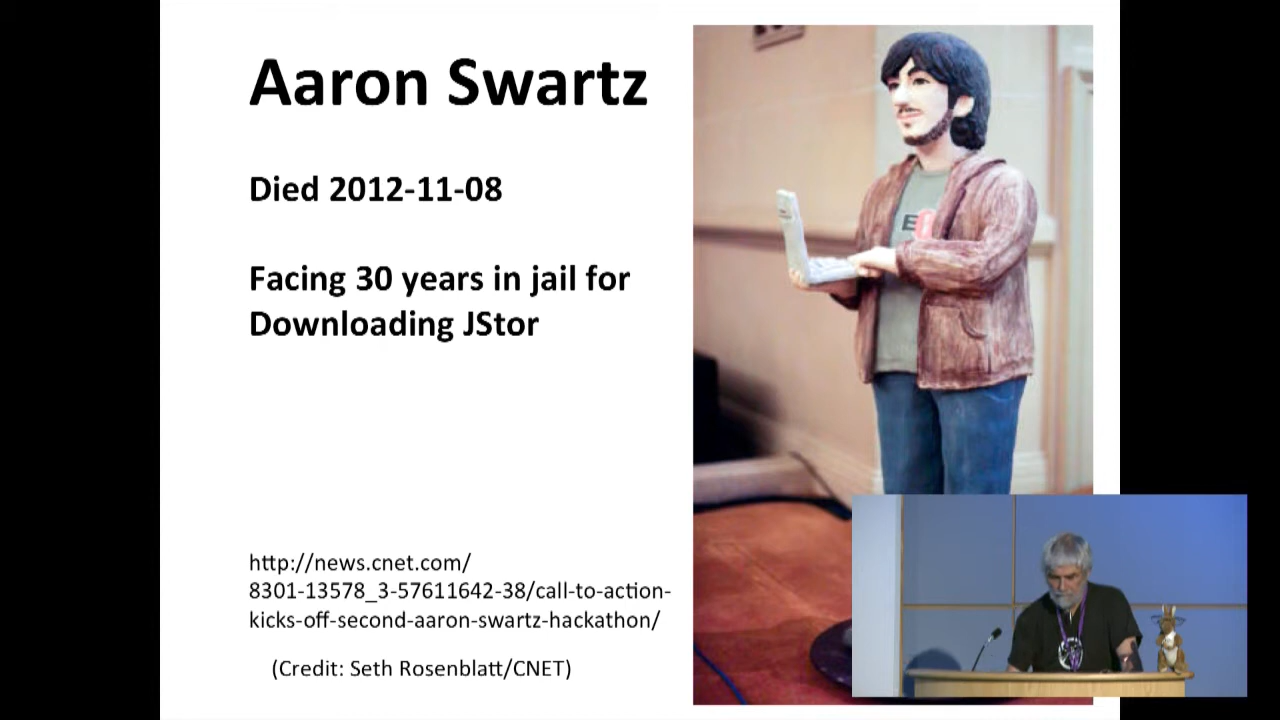 Aaron Swartz
Died 2012-11-08
Facing 30 years in jail for
Downloading JStor
http://news.cnet.com/
8301-13578_3-57611642-38/call-to-action-
kicks-off-second-aaron-swartz-hackathon/
(Credit: Seth Rosenblatt/CNET)